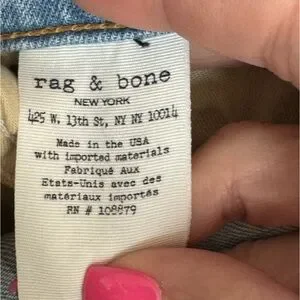 rag & bone
NEW YORK
425 W. 13th St, NY NY 10014
Made in the USA
with imported materials
Fabriqué Aux
Etats-Unis avec des
matériaux importés
RN # 108879